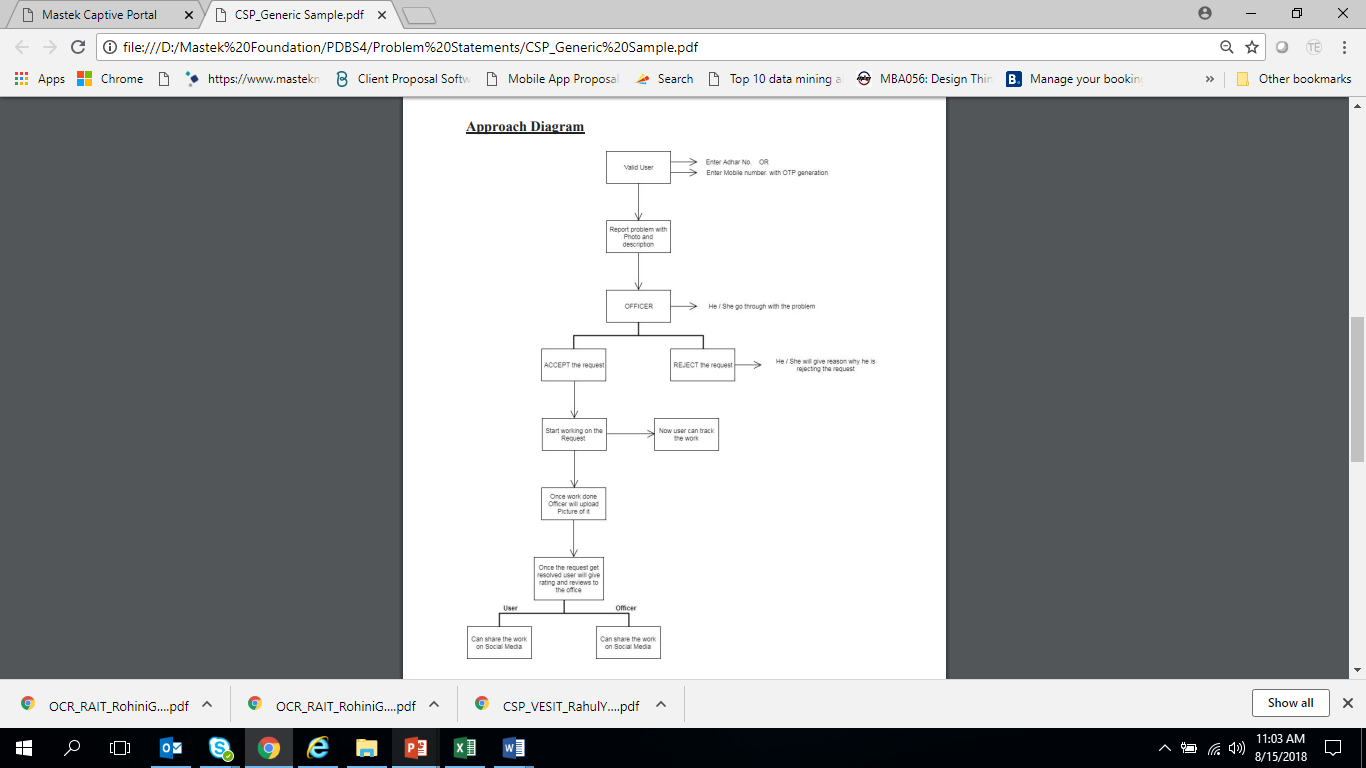 Mastek Captive Portal
CSP_Generic Sample.pdf
file:///D:/Mastek%20Foundation/PDBS4/Problem%20Statements/CSP_Generic%20Sample.pdf
TE
Apps
Chrome
https://www.mastekn
Client Proposal Softw
Mobile App Proposal
Search
Top 10 data mining a
MBA056: Design Thin
B.
Manage your bookin
»
Other bookmarks
Approach Diagram
Valid User
Enter Adhar No. OR
Enter Mobile number. with OTP generation
Report problem with
Photo and
description
OFFICER
He / She go through with the problem
ACCEPT the request
REJECT the request
He / She will give reason why he is
rejecting the request
Start working on the
Request
Now user can track
the work
Once work done
Officer will upload
Picture of it
Once the request get
resolved user will give
rating and reviews to
the office
User
Officer
Can share the work
on Social Media
Can share the work
on Social Media
OCR_RAIT_RohiniG....pdf
OCR_RAIT_RohiniG....pdf
CSP_VESIT_RahulY....pdf
Show all
11:03 AM
8/15/2018